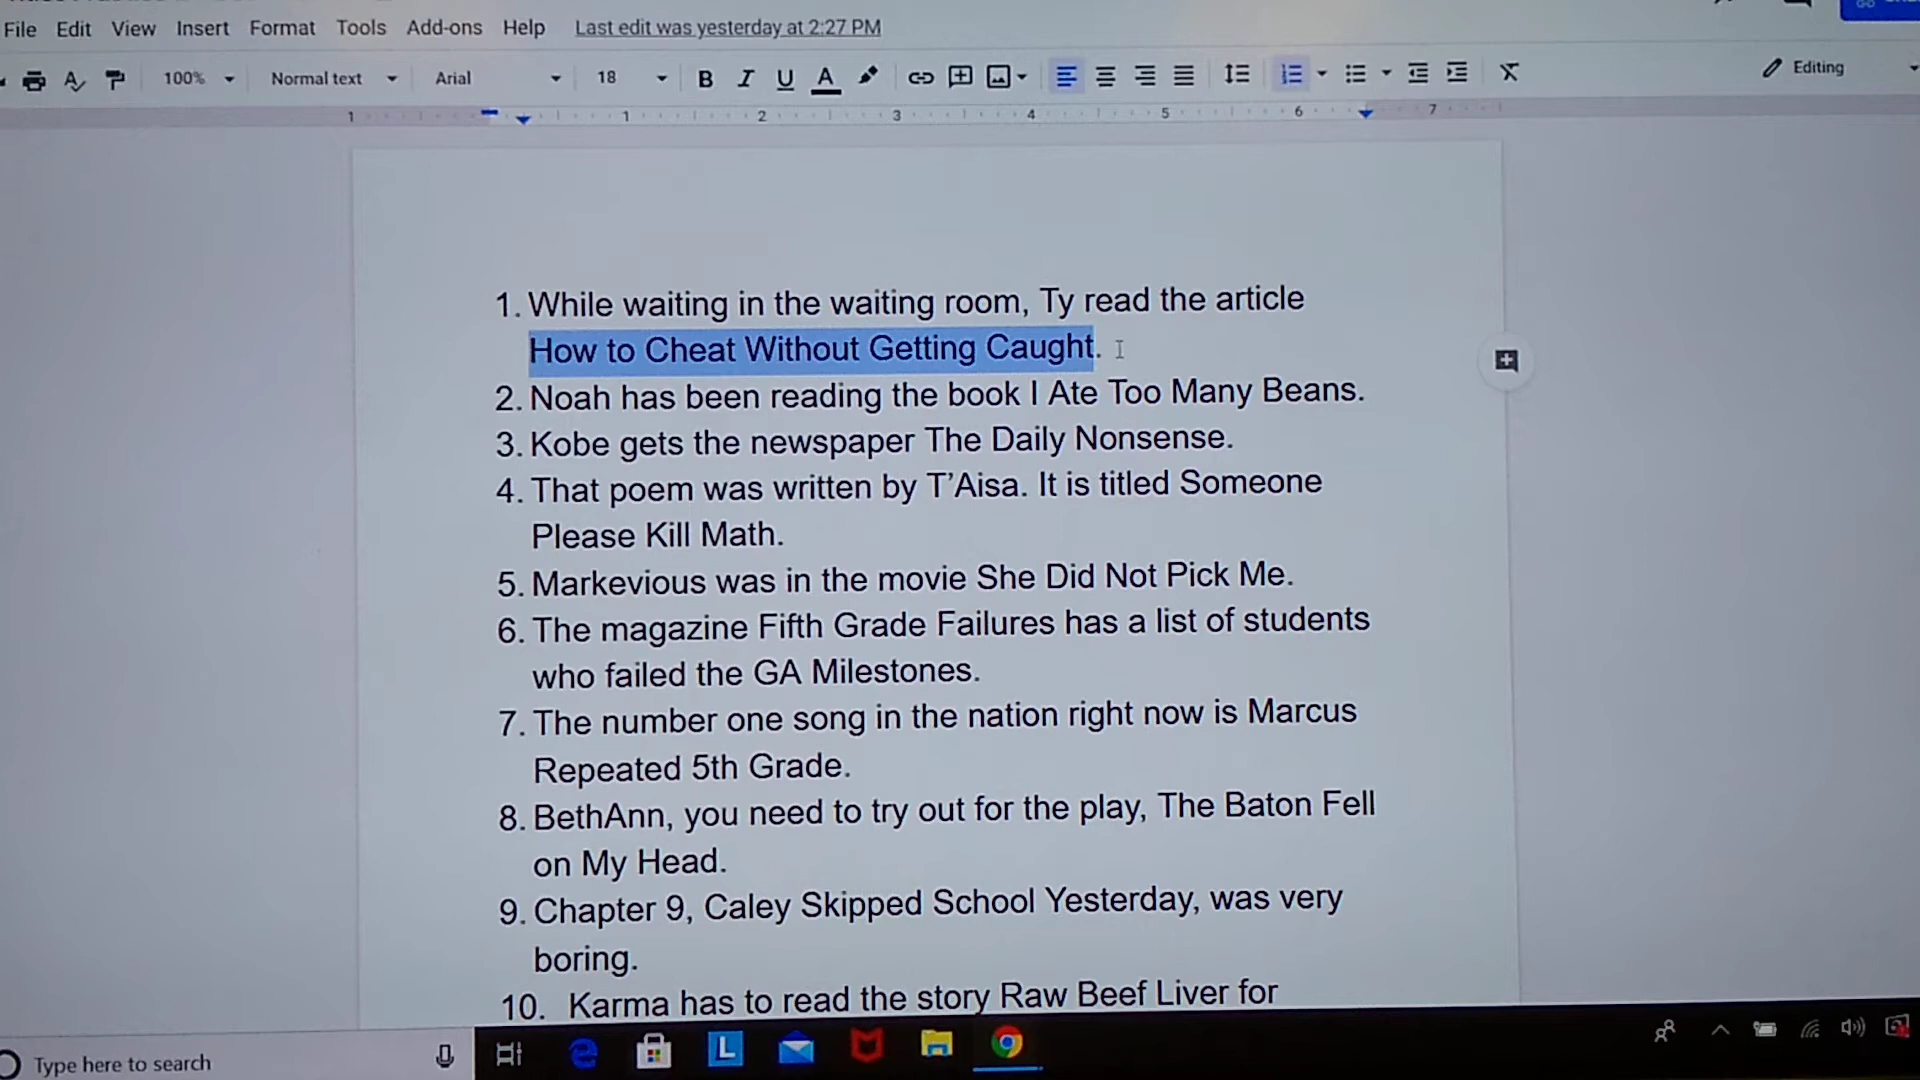 File Edit View Insert Format Tools Add-ons Help Last edit was yesterday at 2:27 PM
100% Normal text Arial 18 B I U A Editing
1 1 2 3 4 5 6 7
1. While waiting in the waiting room, Ty read the article
How to Cheat Without Getting Caught.
2. Noah has been reading the book I Ate Too Many Beans.
3. Kobe gets the newspaper The Daily Nonsense.
4. That poem was written by T'Aisa. It is titled Someone
Please Kill Math.
5. Markevious was in the movie She Did Not Pick Me.
6. The magazine Fifth Grade Failures has a list of students
who failed the GA Milestones.
7. The number one song in the nation right now is Marcus
Repeated 5th Grade.
8. BethAnn, you need to try out for the play, The Baton Fell
on My Head.
9. Chapter 9, Caley Skipped School Yesterday, was very
boring.
10. Karma has to read the story Raw Beef Liver for
Type here to search
L